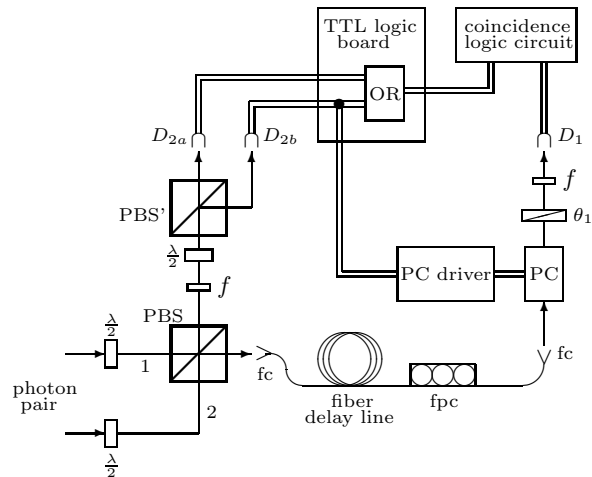 TTL logic
board
coincidence
logic circuit
OR
D2a
D2b
D1
f
PBS'
θ1
λ/2
PC driver
PC
f
PBS
λ/2
1
fc
fc
photon
pair
2
fiber
delay line
fpc
λ/2